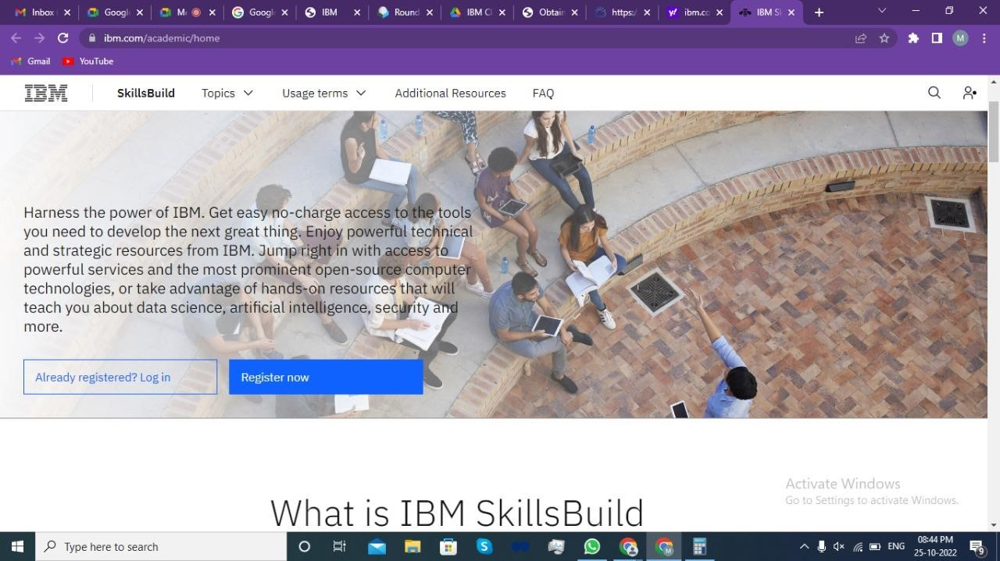 Inbox (
Googl
Me
Googl
IBM
Round
IBM Cl
Obtain
https:/
ibm.co
IBM Sk
ibm.com/academic/home
M
Gmail
YouTube
IBM
SkillsBuild
Topics
Usage terms
Additional Resources
FAQ
Harness the power of IBM. Get easy no-charge access to the tools
you need to develop the next great thing. Enjoy powerful technical
and strategic resources from IBM. Jump right in with access to
powerful services and the most prominent open-source computer
technologies, or take advantage of hands-on resources that will
teach you about data science, artificial intelligence, security and
more.
Already registered? Log in
Register now
What is IBM SkillsBuild
Activate Windows
Go to Settings to activate Windows.
Type here to search
ENG
08:44 PM
25-10-2022
9